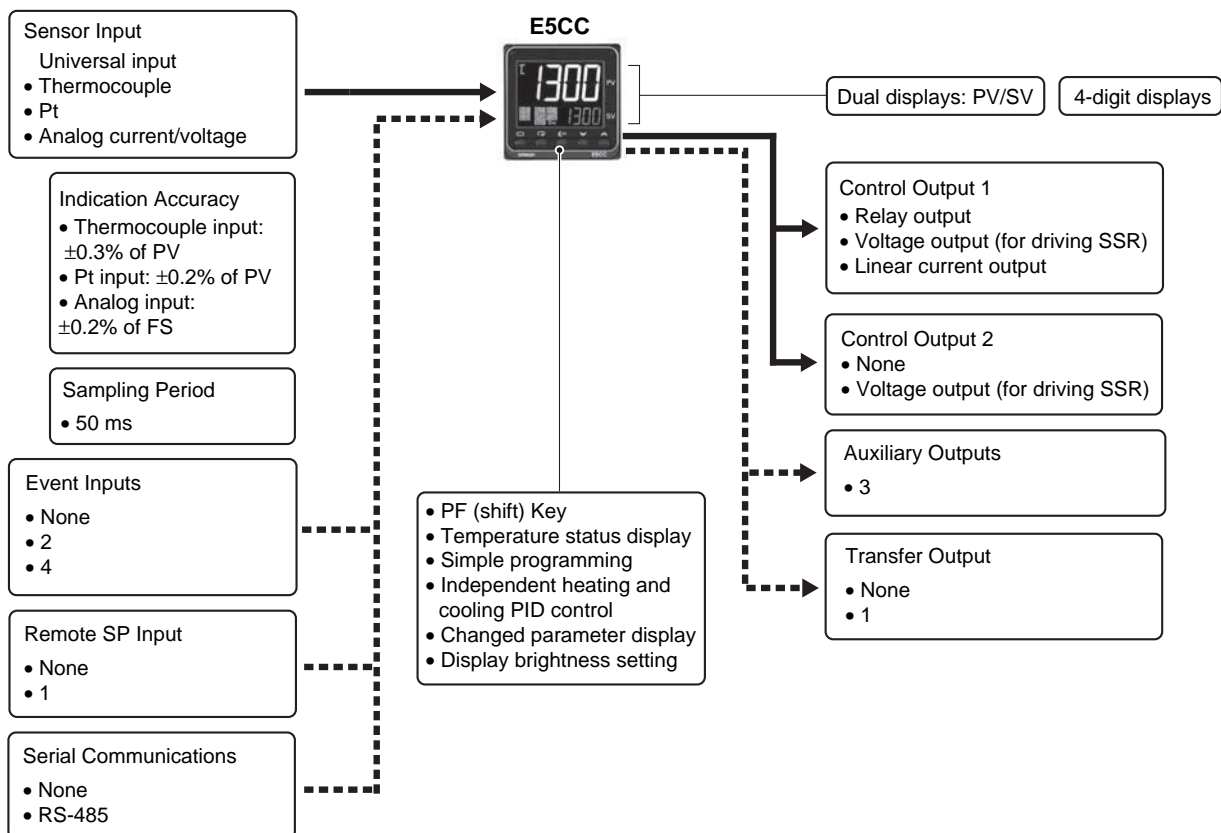 Sensor Input
Universal input
• Thermocouple
• Pt
• Analog current/voltage
Indication Accuracy
• Thermocouple input:
±0.3% of PV
• Pt input: ±0.2% of PV
• Analog input:
±0.2% of FS
Sampling Period
• 50 ms
Event Inputs
• None
• 2
• 4
Remote SP Input
• None
• 1
Serial Communications
• None
• RS-485
E5CC
1300
PV
1300
SV
omron
E5CC
• PF (shift) Key
• Temperature status display
• Simple programming
• Independent heating and
cooling PID control
• Changed parameter display
• Display brightness setting
Dual displays: PV/SV
4-digit displays
Control Output 1
• Relay output
• Voltage output (for driving SSR)
• Linear current output
Control Output 2
• None
• Voltage output (for driving SSR)
Auxiliary Outputs
• 3
Transfer Output
• None
• 1